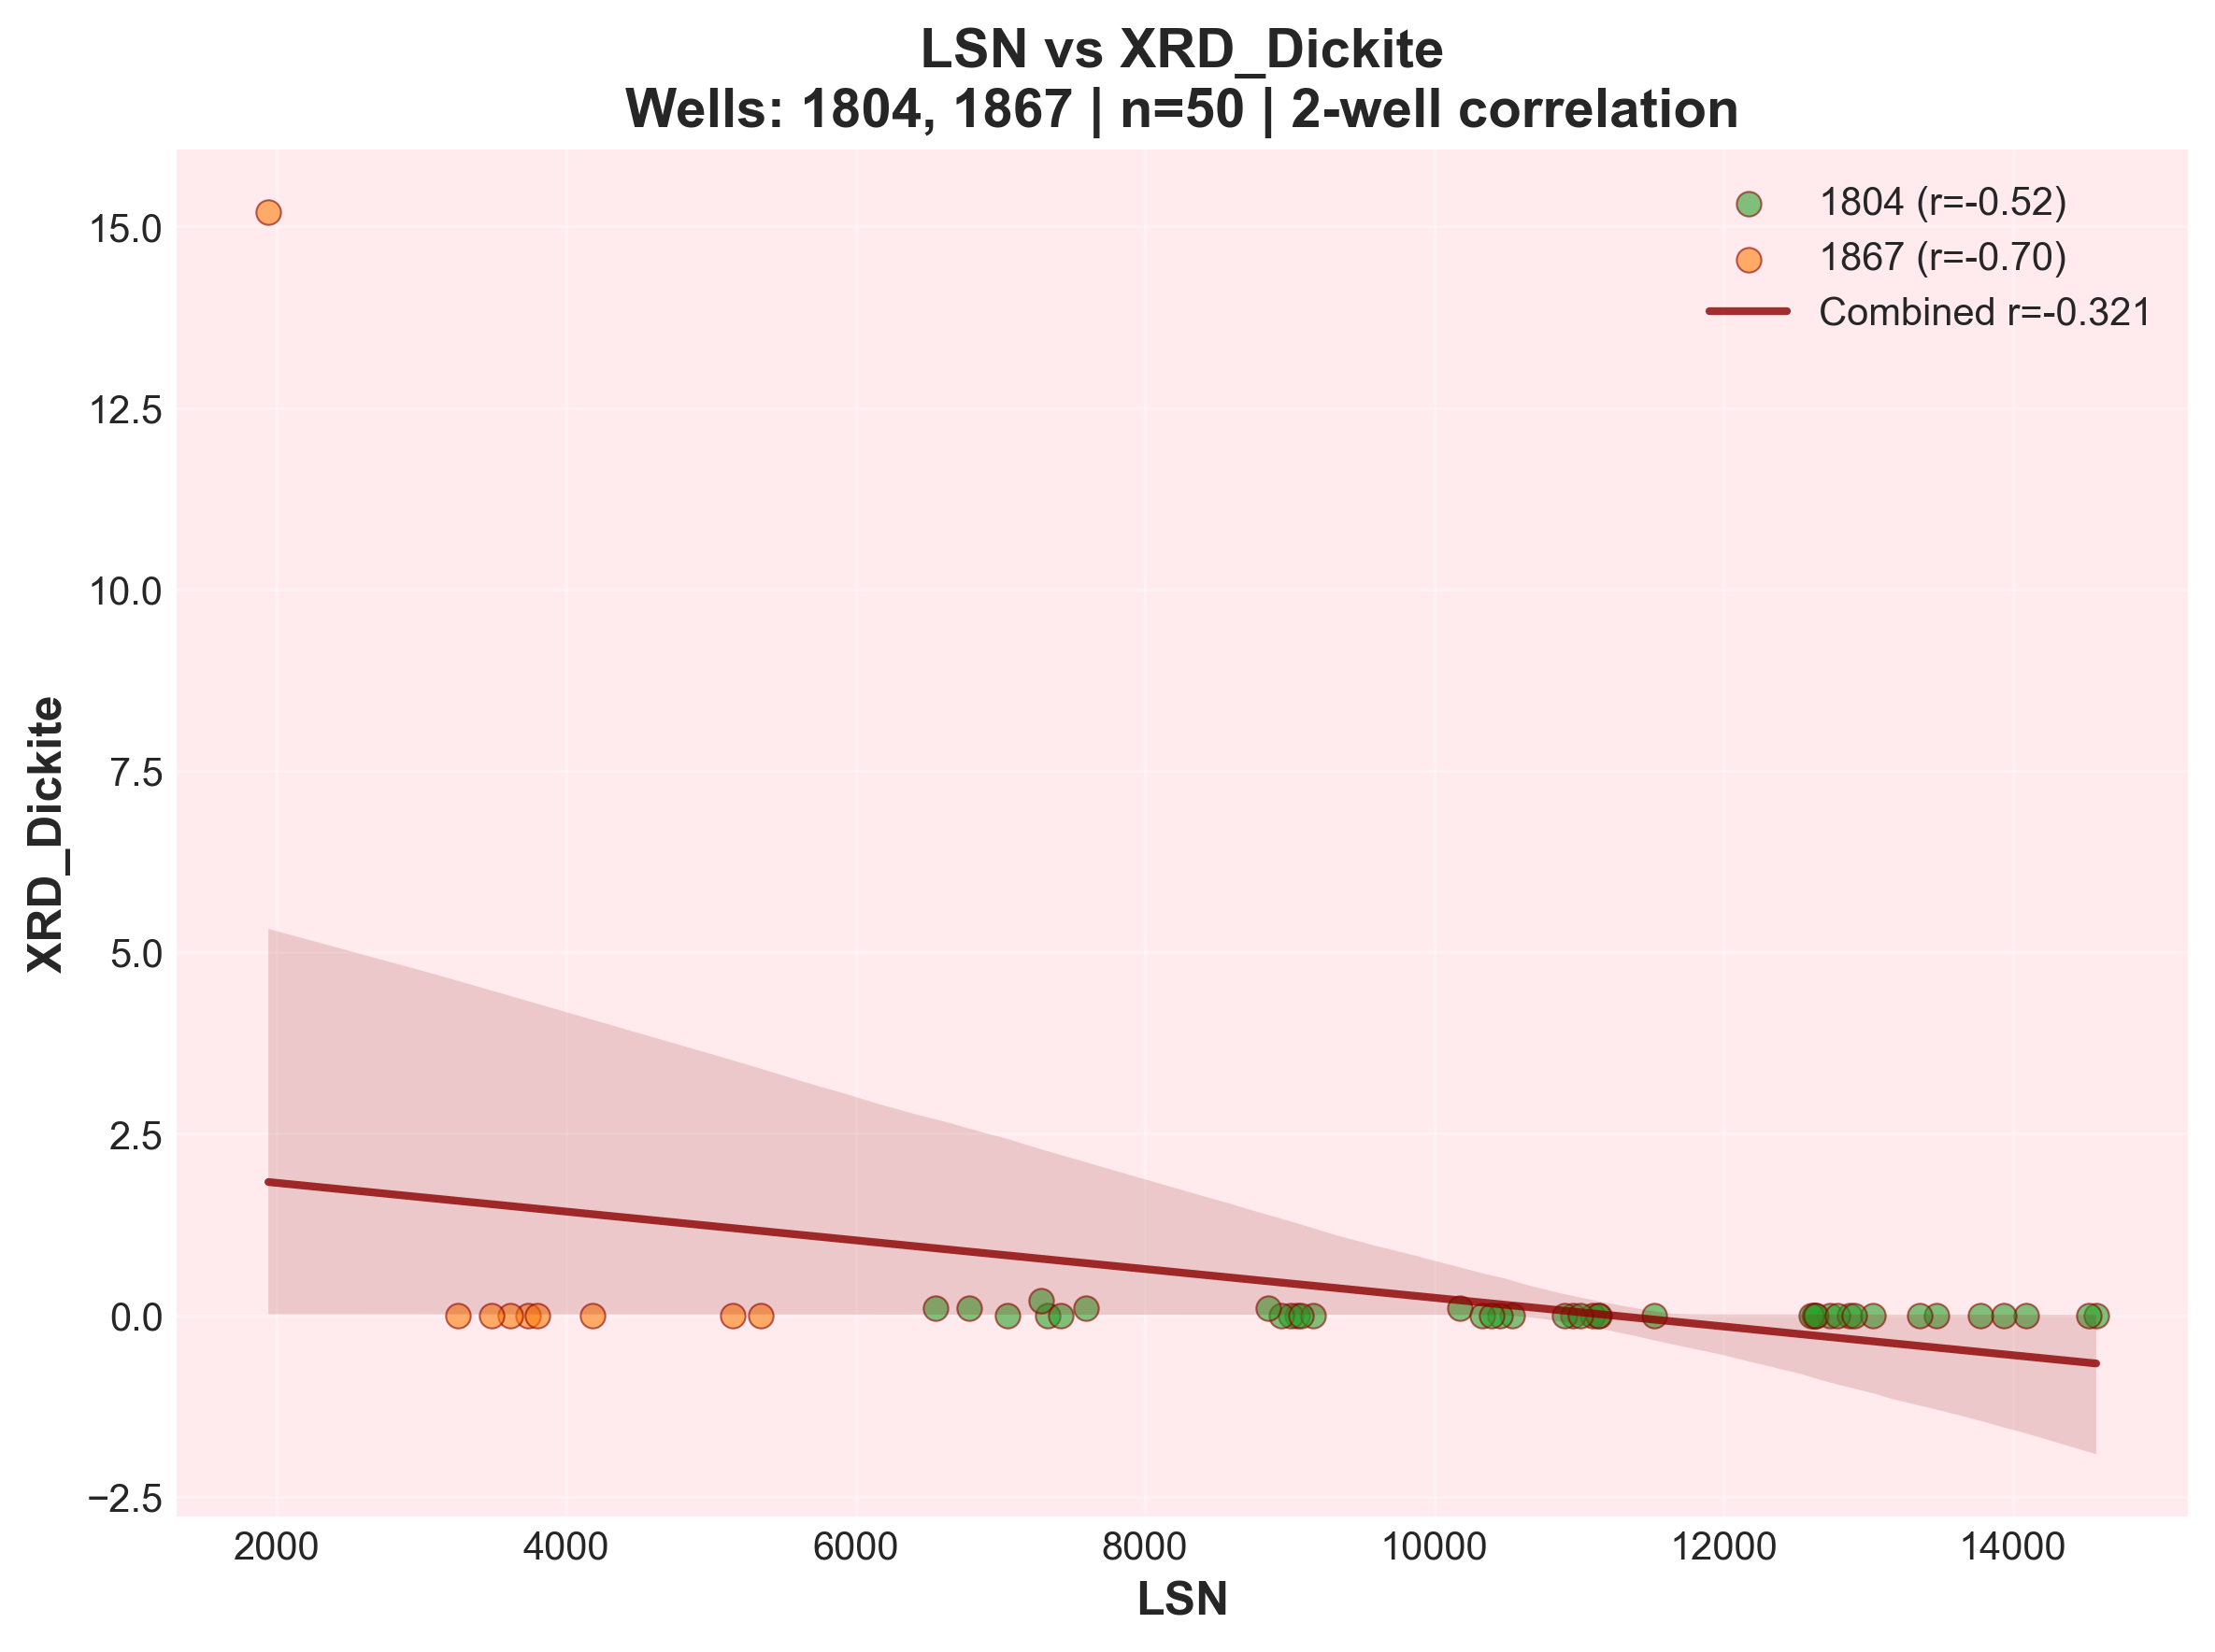 LSN vs XRD_Dickite
Wells: 1804, 1867 | n=50 | 2-well correlation
1804 (r=-0.52)
1867 (r=-0.70)
Combined r=-0.321
XRD_Dickite
15.0
12.5
10.0
7.5
5.0
2.5
0.0
−2.5
2000 4000 6000 8000 10000 12000 14000
LSN